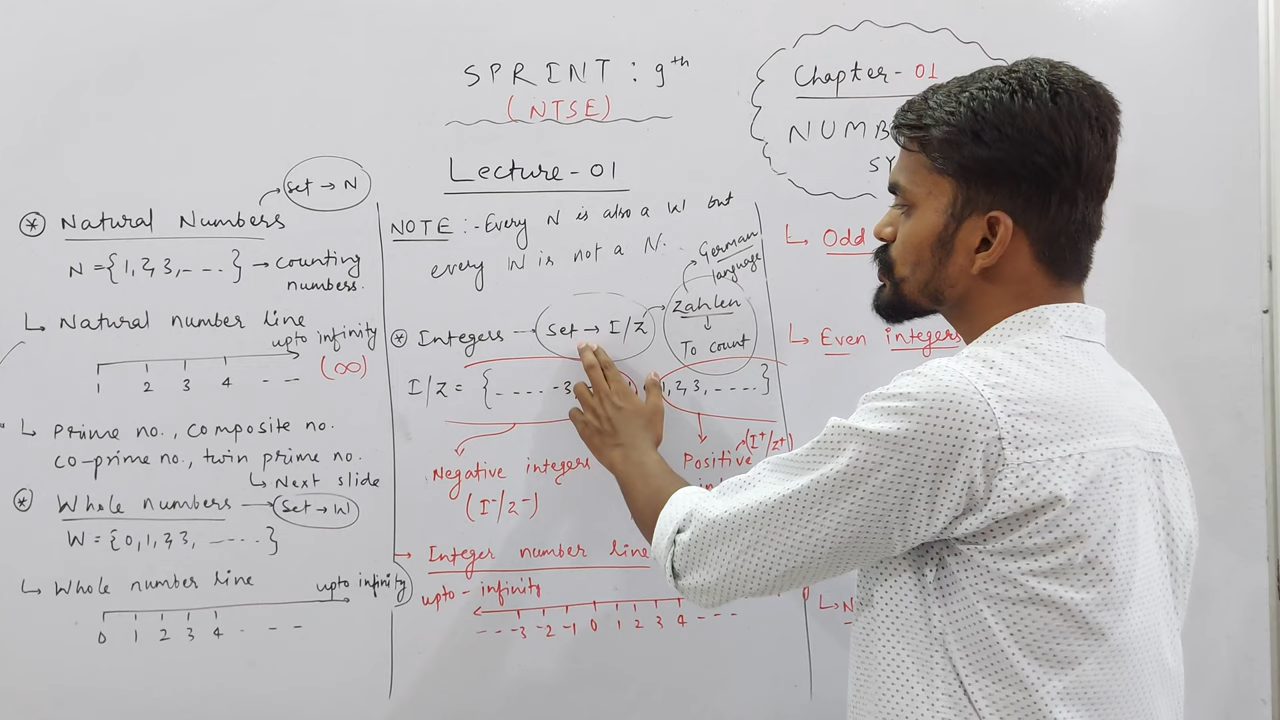 SPRINT : 9th
(NTSE)
Lecture - 01
Chapter - 01
NUMB
SY
Set → N
* Natural Numbers
N = {1, 2, 3, - - - . } → counting
numbers.
↳ Natural number line
upto infinity
(∞)
1 2 3 4 - - -
↳ Prime no., composite no.
co-prime no., twin prime no.
↳ Next slide
* Whole numbers → Set → W
W = {0, 1, 2, 3, - - - - . }
↳ Whole number line upto infinity
0 1 2 3 4 - - -
NOTE :- Every N is also a W but
every W is not a N.
German
language
Zahlen
↓
To count
* Integers → Set → I/Z
I/Z = { - - - - - -3, 1, 2, 3, - - - - . }
Negative integers
(I⁻/Z⁻)
(I⁺/Z⁺)
Positive
→ Integer number line
upto - infinity
- - - -3 -2 -1 0 1 2 3 4 - - -
↳ Odd
↳ Even integers
↳ N